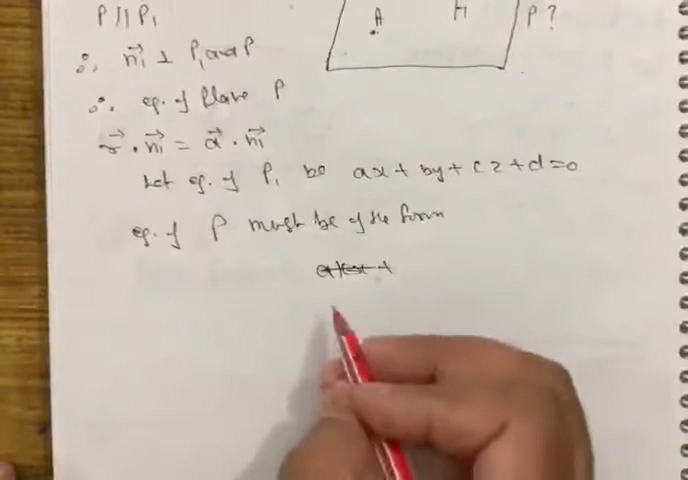 P || P₁
A
P ?
∴ n₁ ⊥ P₁ and P
∴ eq. of Plane P
r⃗ . n⃗₁ = a⃗ . n⃗₁
Let eq. of P₁ be ax + by + cz + d = 0
eq. of P must be of the form